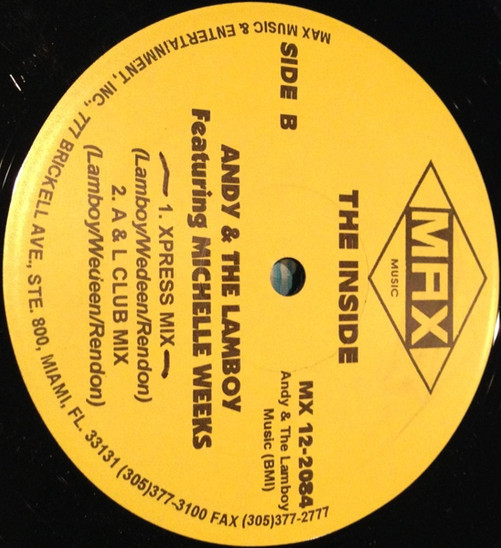 MAX
MUSIC
THE INSIDE
SIDE B
MX 12-2084
Andy & The Lamboy
Music (BMI)
ANDY & THE LAMBOY
Featuring MICHELLE WEEKS
1. XPRESS MIX
(Lamboy/Wedeen/Rendon)
2. A & L CLUB MIX
(Lamboy/Wedeen/Rendon)
MAX MUSIC & ENTERTAINMENT, INC., 777 BRICKELL AVE., STE. 800, MIAMI, FL. 33131 (305)377-3100 FAX (305)377-2777